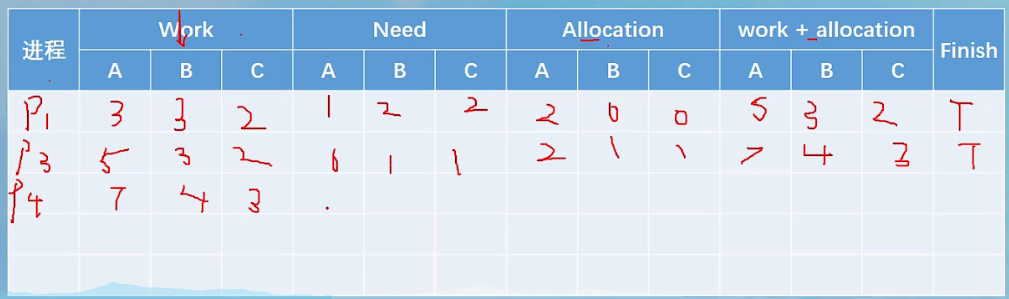 进程 Work Need Allocation work + allocation Finish
A B C A B C A B C A B C
P1 3 3 2 1 2 2 2 0 0 5 3 2 T
P3 5 3 2 0 1 1 2 1 1 7 4 3 T
P4 7 4 3